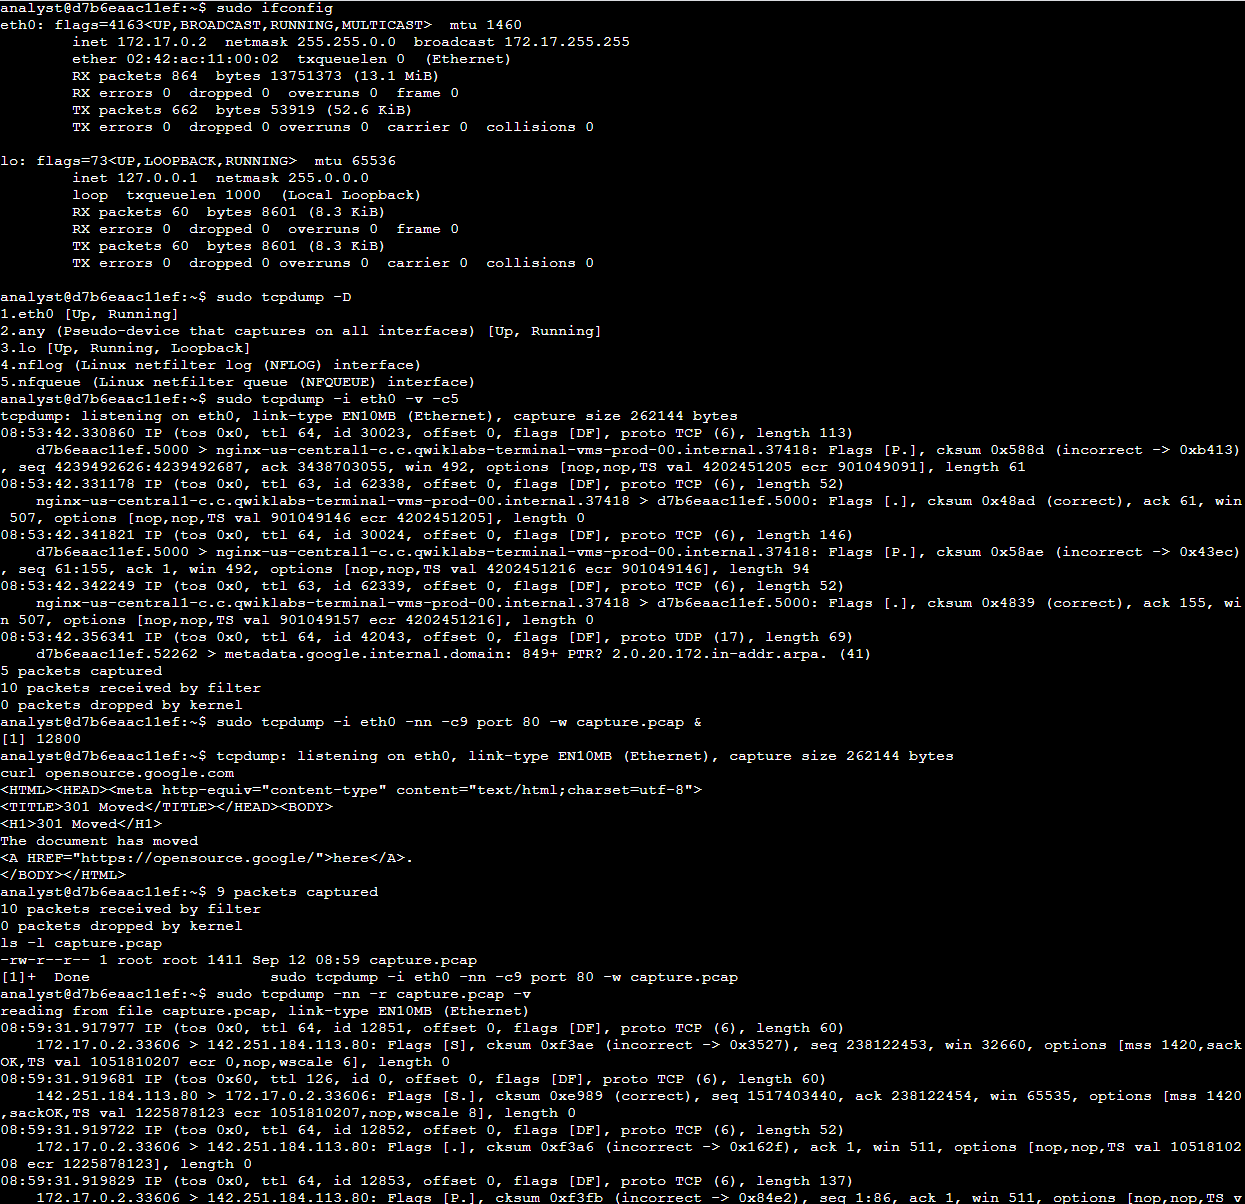 analyst@d7b6eaac11ef:~$ sudo ifconfig
eth0: flags=4163<UP,BROADCAST,RUNNING,MULTICAST>  mtu 1460
        inet 172.17.0.2  netmask 255.255.0.0  broadcast 172.17.255.255
        ether 02:42:ac:11:00:02  txqueuelen 0  (Ethernet)
        RX packets 864  bytes 13751373 (13.1 MiB)
        RX errors 0  dropped 0  overruns 0  frame 0
        TX packets 662  bytes 53919 (52.6 KiB)
        TX errors 0  dropped 0 overruns 0  carrier 0  collisions 0

lo: flags=73<UP,LOOPBACK,RUNNING>  mtu 65536
        inet 127.0.0.1  netmask 255.0.0.0
        loop  txqueuelen 1000  (Local Loopback)
        RX packets 60  bytes 8601 (8.3 KiB)
        RX errors 0  dropped 0  overruns 0  frame 0
        TX packets 60  bytes 8601 (8.3 KiB)
        TX errors 0  dropped 0 overruns 0  carrier 0  collisions 0

analyst@d7b6eaac11ef:~$ sudo tcpdump -D
1.eth0 [Up, Running]
2.any (Pseudo-device that captures on all interfaces) [Up, Running]
3.lo [Up, Running, Loopback]
4.nflog (Linux netfilter log (NFLOG) interface)
5.nfqueue (Linux netfilter queue (NFQUEUE) interface)
analyst@d7b6eaac11ef:~$ sudo tcpdump -i eth0 -v -c5
tcpdump: listening on eth0, link-type EN10MB (Ethernet), capture size 262144 bytes
08:53:42.330860 IP (tos 0x0, ttl 64, id 30023, offset 0, flags [DF], proto TCP (6), length 113)
    d7b6eaac11ef.5000 > nginx-us-central1-c.c.qwiklabs-terminal-vms-prod-00.internal.37418: Flags [P.], cksum 0x588d (incorrect -> 0xb413)
, seq 4239492626:4239492687, ack 3438703055, win 492, options [nop,nop,TS val 4202451205 ecr 901049091], length 61
08:53:42.331178 IP (tos 0x0, ttl 63, id 62338, offset 0, flags [DF], proto TCP (6), length 52)
    nginx-us-central1-c.c.qwiklabs-terminal-vms-prod-00.internal.37418 > d7b6eaac11ef.5000: Flags [.], cksum 0x48ad (correct), ack 61, win
 507, options [nop,nop,TS val 901049146 ecr 4202451205], length 0
08:53:42.341821 IP (tos 0x0, ttl 64, id 30024, offset 0, flags [DF], proto TCP (6), length 146)
    d7b6eaac11ef.5000 > nginx-us-central1-c.c.qwiklabs-terminal-vms-prod-00.internal.37418: Flags [P.], cksum 0x58ae (incorrect -> 0x43ec)
, seq 61:155, ack 1, win 492, options [nop,nop,TS val 4202451216 ecr 901049146], length 94
08:53:42.342249 IP (tos 0x0, ttl 63, id 62339, offset 0, flags [DF], proto TCP (6), length 52)
    nginx-us-central1-c.c.qwiklabs-terminal-vms-prod-00.internal.37418 > d7b6eaac11ef.5000: Flags [.], cksum 0x4839 (correct), ack 155, wi
n 507, options [nop,nop,TS val 901049157 ecr 4202451216], length 0
08:53:42.356341 IP (tos 0x0, ttl 64, id 42043, offset 0, flags [DF], proto UDP (17), length 69)
    d7b6eaac11ef.52262 > metadata.google.internal.domain: 849+ PTR? 2.0.20.172.in-addr.arpa. (41)
5 packets captured
10 packets received by filter
0 packets dropped by kernel
analyst@d7b6eaac11ef:~$ sudo tcpdump -i eth0 -nn -c9 port 80 -w capture.pcap &
[1] 12800
analyst@d7b6eaac11ef:~$ tcpdump: listening on eth0, link-type EN10MB (Ethernet), capture size 262144 bytes
curl opensource.google.com
<HTML><HEAD><meta http-equiv="content-type" content="text/html;charset=utf-8">
<TITLE>301 Moved</TITLE></HEAD><BODY>
<H1>301 Moved</H1>
The document has moved
<A HREF="https://opensource.google/">here</A>.
</BODY></HTML>
analyst@d7b6eaac11ef:~$ 9 packets captured
10 packets received by filter
0 packets dropped by kernel
ls -l capture.pcap
-rw-r--r-- 1 root root 1411 Sep 12 08:59 capture.pcap
[1]+  Done                    sudo tcpdump -i eth0 -nn -c9 port 80 -w capture.pcap
analyst@d7b6eaac11ef:~$ sudo tcpdump -nn -r capture.pcap -v
reading from file capture.pcap, link-type EN10MB (Ethernet)
08:59:31.917977 IP (tos 0x0, ttl 64, id 12851, offset 0, flags [DF], proto TCP (6), length 60)
    172.17.0.2.33606 > 142.251.184.113.80: Flags [S], cksum 0xf3ae (incorrect -> 0x3527), seq 238122453, win 32660, options [mss 1420,sack
OK,TS val 1051810207 ecr 0,nop,wscale 6], length 0
08:59:31.919681 IP (tos 0x60, ttl 126, id 0, offset 0, flags [DF], proto TCP (6), length 60)
    142.251.184.113.80 > 172.17.0.2.33606: Flags [S.], cksum 0xe989 (correct), seq 1517403440, ack 238122454, win 65535, options [mss 1420
,sackOK,TS val 1225878123 ecr 1051810207,nop,wscale 8], length 0
08:59:31.919722 IP (tos 0x0, ttl 64, id 12852, offset 0, flags [DF], proto TCP (6), length 52)
    172.17.0.2.33606 > 142.251.184.113.80: Flags [.], cksum 0xf3a6 (incorrect -> 0x162f), ack 1, win 511, options [nop,nop,TS val 10518102
08 ecr 1225878123], length 0
08:59:31.919829 IP (tos 0x0, ttl 64, id 12853, offset 0, flags [DF], proto TCP (6), length 137)
    172.17.0.2.33606 > 142.251.184.113.80: Flags [P.], cksum 0xf3fb (incorrect -> 0x84e2), seq 1:86, ack 1, win 511, options [nop,nop,TS v